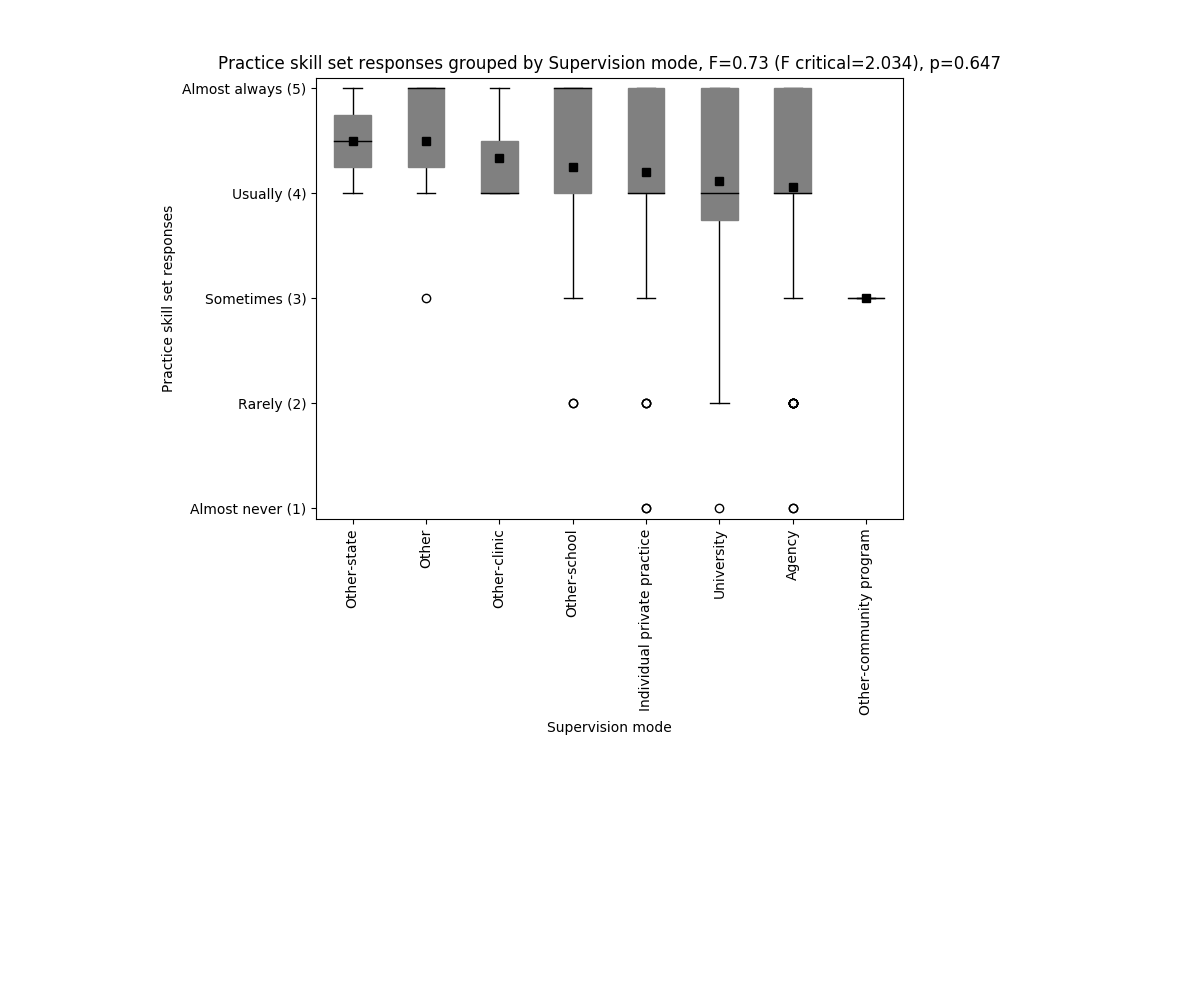 Practice skill set responses grouped by Supervision mode, F=0.73 (F critical=2.034), p=0.647
Practice skill set responses
Almost always (5)
Usually (4)
Sometimes (3)
Rarely (2)
Almost never (1)
Other-state
Other
Other-clinic
Other-school
Individual private practice
University
Agency
Other-community program
Supervision mode